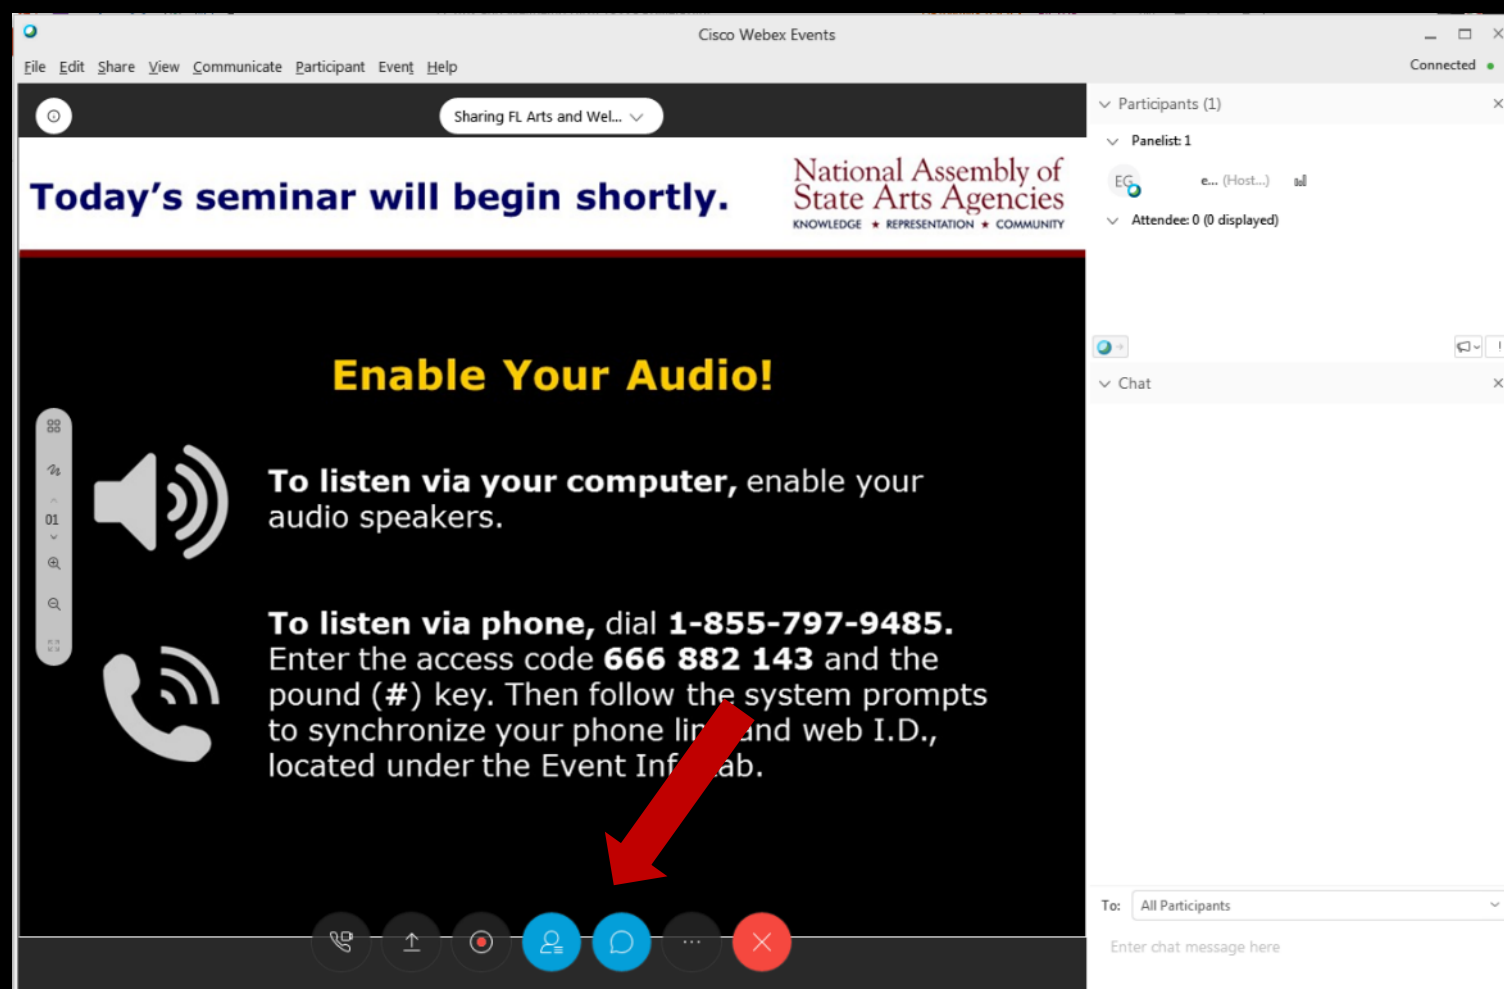 Cisco Webex Events
File Edit Share View Communicate Participant Event Help
Connected
Sharing FL Arts and Wel...
Today's seminar will begin shortly.
National Assembly of
State Arts Agencies
KNOWLEDGE ★ REPRESENTATION ★ COMMUNITY
Enable Your Audio!
01
To listen via your computer, enable your
audio speakers.
To listen via phone, dial 1-855-797-9485.
Enter the access code 666 882 143 and the
pound (#) key. Then follow the system prompts
to synchronize your phone and web I.D.,
located under the Event
Participants (1)
Panelist: 1
EG
e... (Host...)
Attendee: 0 (0 displayed)
Chat
To: All Participants
Enter chat message here